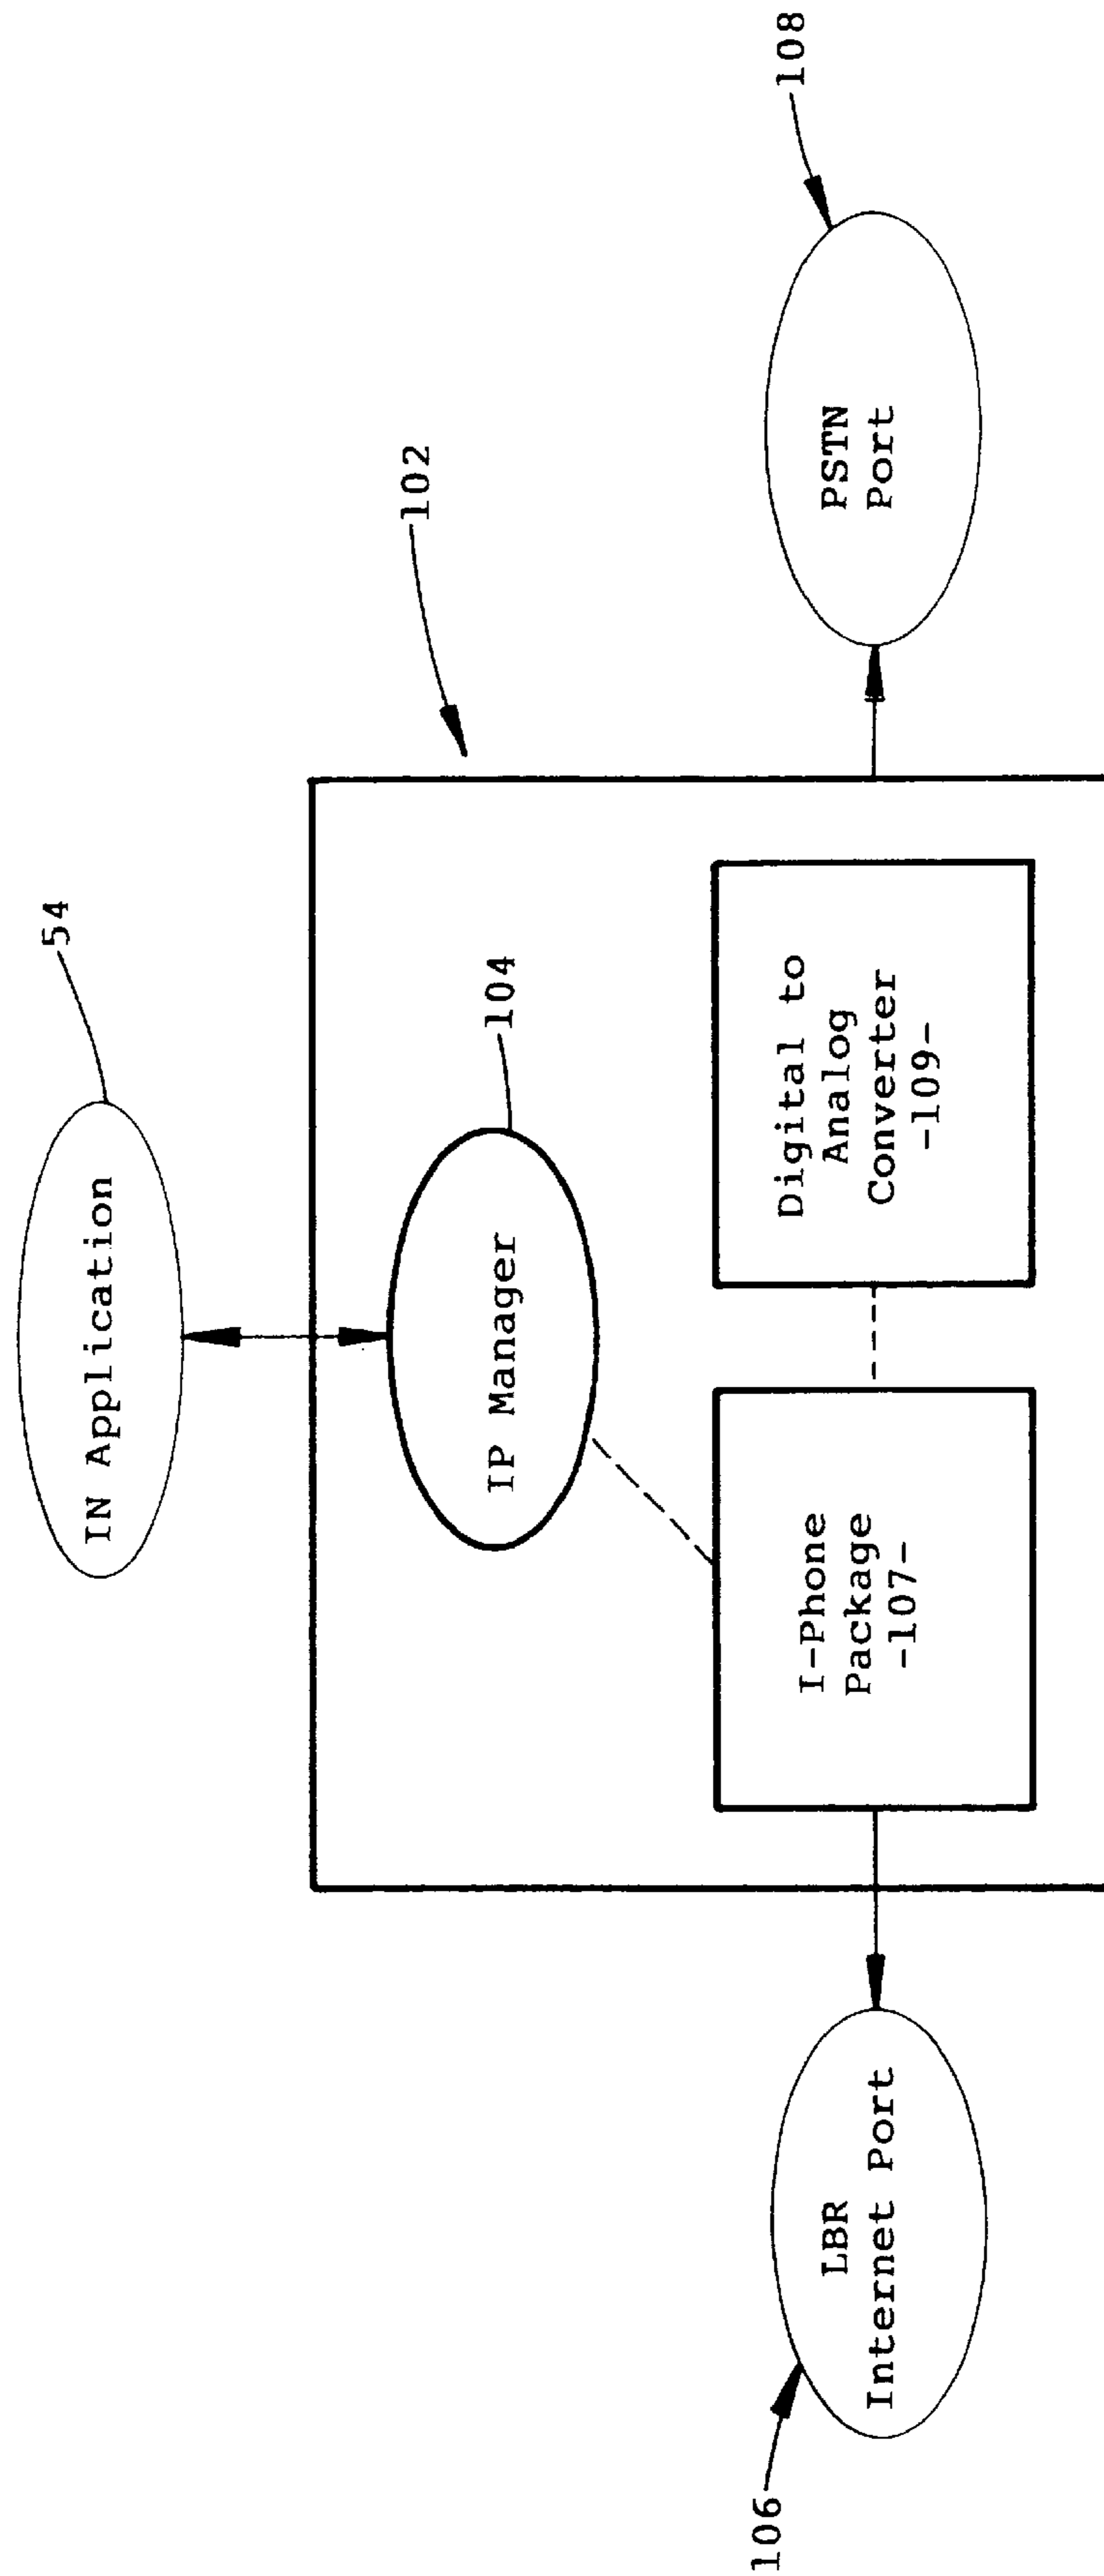 54
IN Application
102
IP Manager
104
108
106
LBR
Internet Port
I-Phone
Package
-107-
Digital to
Analog
Converter
-109-
PSTN
Port